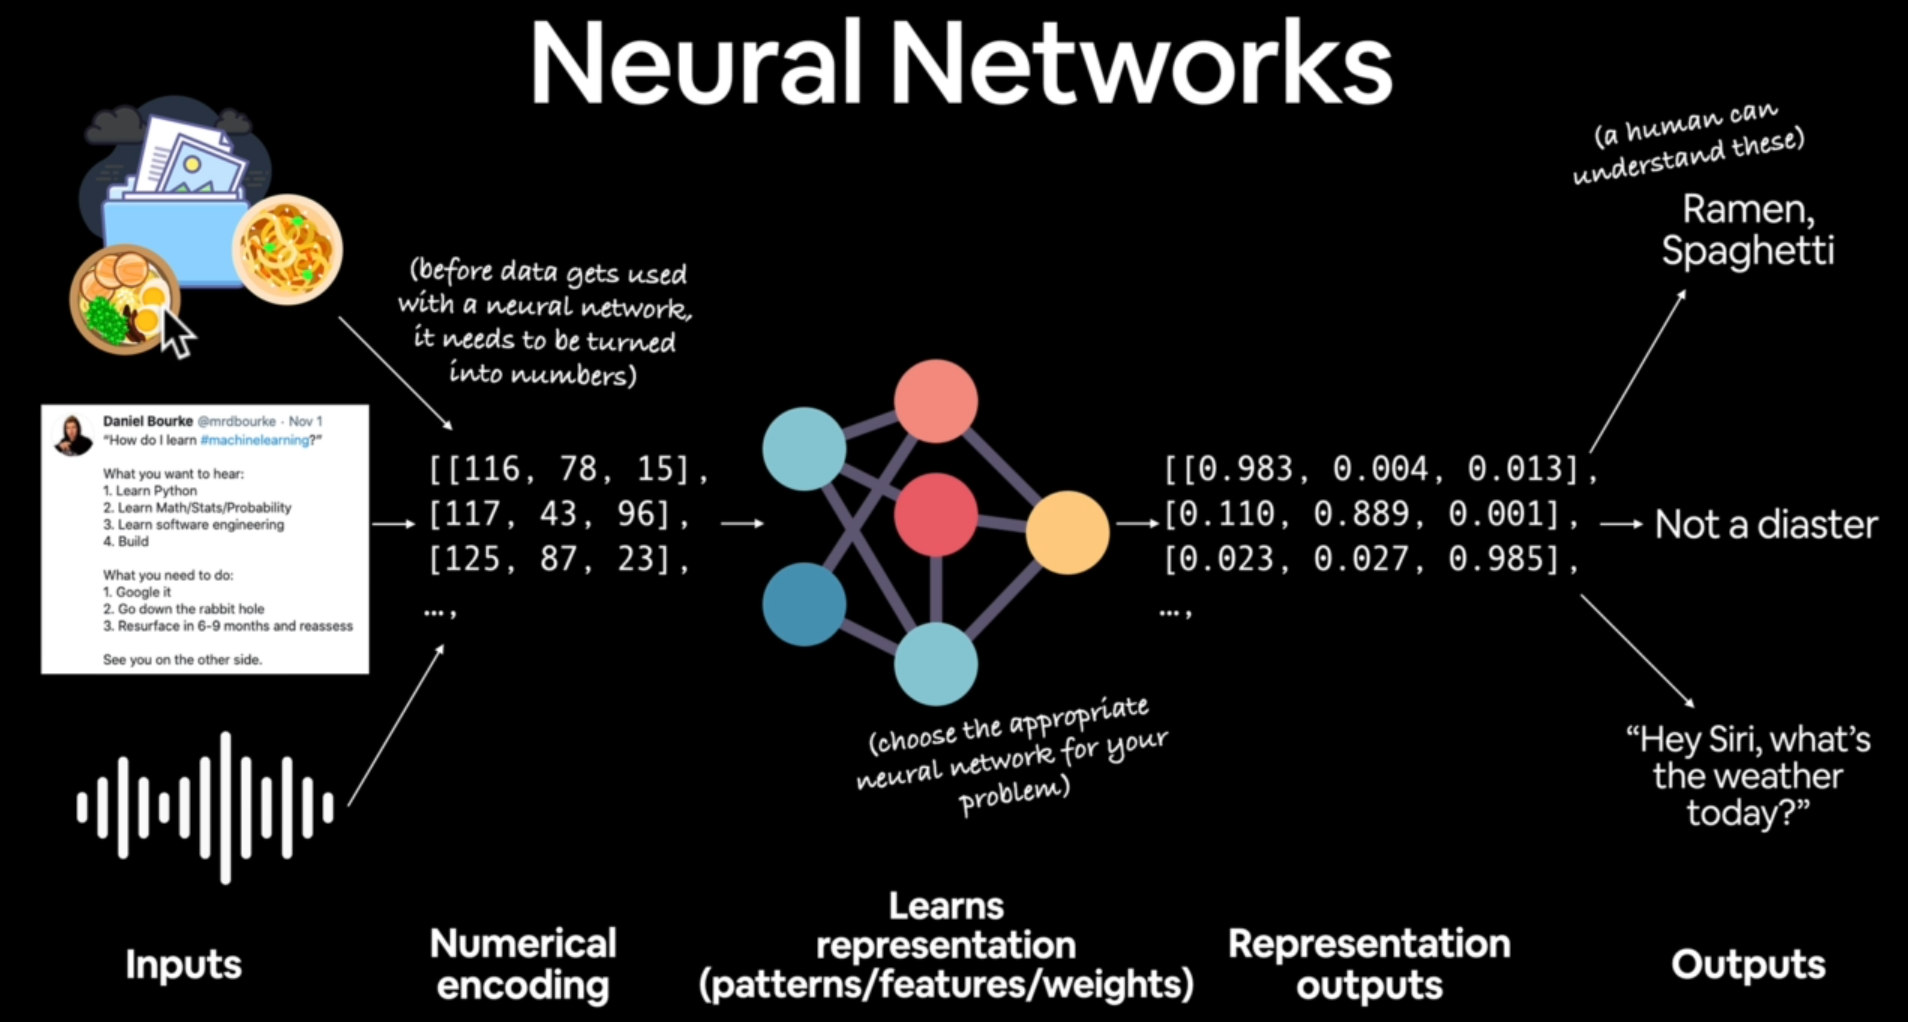 Neural Networks
(a human can
understand these)
Ramen,
Spaghetti
(before data gets used
with a neural network,
it needs to be turned
into numbers)
Daniel Bourke @mrdbourke · Nov 1
“How do I learn #machinelearning?”
What you want to hear:
1. Learn Python
2. Learn Math/Stats/Probability
3. Learn software engineering
4. Build
What you need to do:
1. Google it
2. Go down the rabbit hole
3. Resurface in 6-9 months and reassess
See you on the other side.
[[116, 78, 15],
[117, 43, 96],
[125, 87, 23],
…,
(choose the appropriate
neural network for your
problem)
[[0.983, 0.004, 0.013],
[0.110, 0.889, 0.001],
[0.023, 0.027, 0.985],
…,
Not a diaster
“Hey Siri, what’s
the weather
today?”
Inputs
Numerical
encoding
Learns
representation
(patterns/features/weights)
Representation
outputs
Outputs